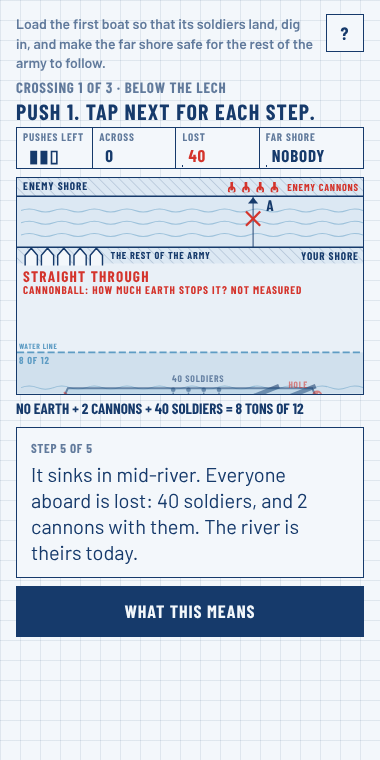 Load the first boat so that its soldiers land, dig
in, and make the far shore safe for the rest of the
army to follow.
?
CROSSING 1 OF 3 · BELOW THE LECH
PUSH 1. TAP NEXT FOR EACH STEP.
PUSHES LEFT
ACROSS
0
LOST
40
FAR SHORE
NOBODY
ENEMY SHORE
ENEMY CANNONS
A
THE REST OF THE ARMY
YOUR SHORE
STRAIGHT THROUGH
CANNONBALL: HOW MUCH EARTH STOPS IT? NOT MEASURED
WATER LINE
8 OF 12
40 SOLDIERS
HOLE
NO EARTH + 2 CANNONS + 40 SOLDIERS = 8 TONS OF 12
STEP 5 OF 5
It sinks in mid-river. Everyone
aboard is lost: 40 soldiers, and 2
cannons with them. The river is
theirs today.
WHAT THIS MEANS